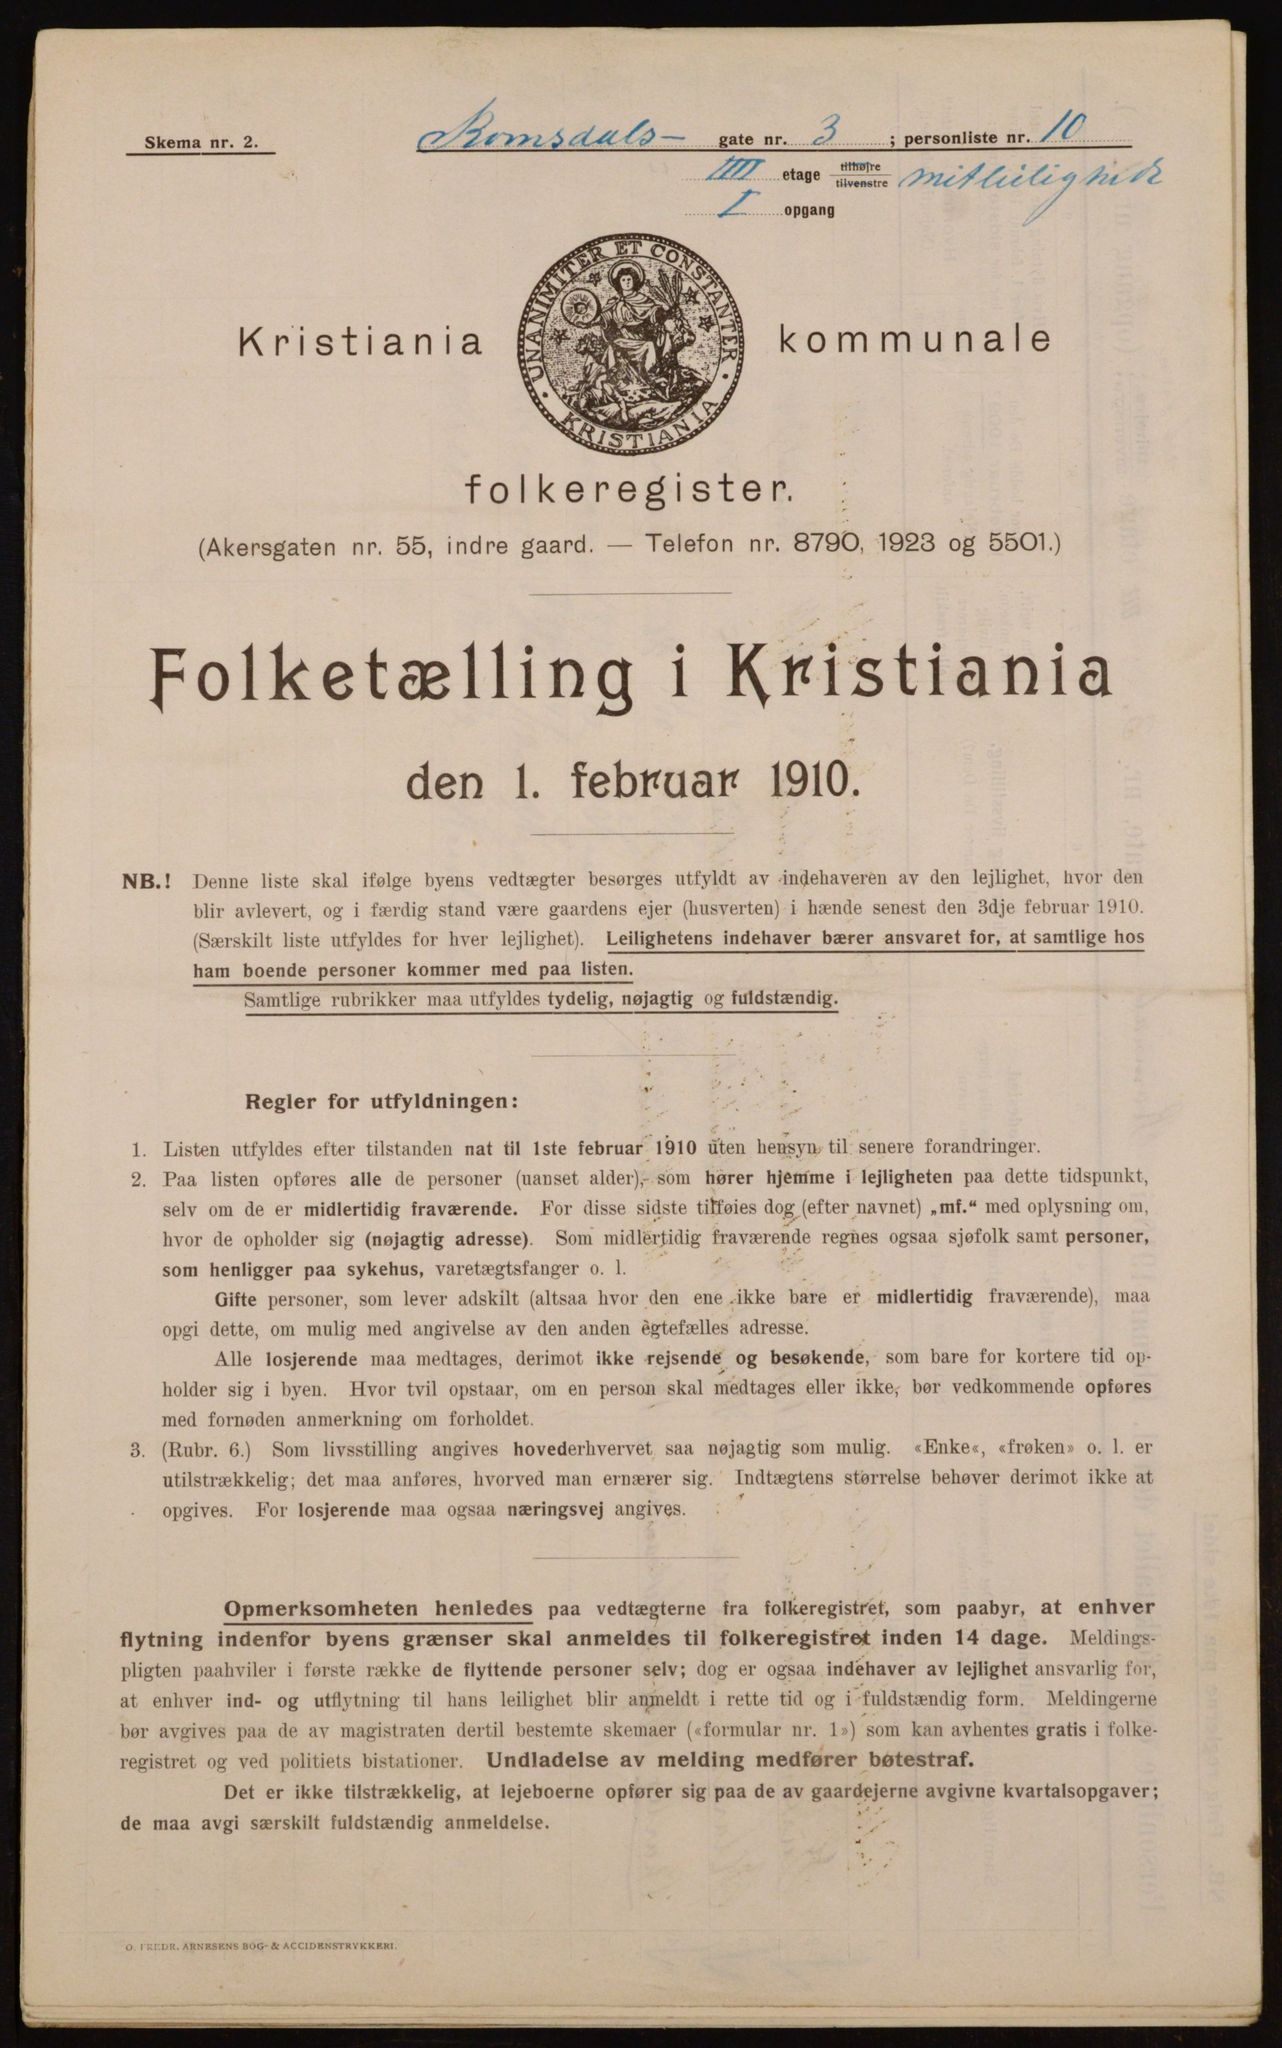 Skema nr. 2.
Romsdals- gate nr. 3 ; personliste nr. 10
IIII etage tilhøjre
tilvenstre
I opgang
UNANIMITER ET CONSTANTER · KRISTIANIA ·
Kristiania kommunale
folkeregister.
(Akersgaten nr. 55, indre gaard. — Telefon nr. 8790, 1923 og 5501.)
Folketælling i Kristiania
den 1. februar 1910.
NB.! Denne liste skal ifølge byens vedtægter besørges utfyldt av indehaveren av den lejlighet, hvor den
blir avlevert, og i færdig stand være gaardens ejer (husverten) i hænde senest den 3dje februar 1910.
(Særskilt liste utfyldes for hver lejlighet). Leilighetens indehaver bærer ansvaret for, at samtlige hos
ham boende personer kommer med paa listen.
Samtlige rubrikker maa utfyldes tydelig, nøjagtig og fuldstændig.
Regler for utfyldningen:
1. Listen utfyldes efter tilstanden nat til 1ste februar 1910 uten hensyn til senere forandringer.
2. Paa listen opføres alle de personer (uanset alder), som hører hjemme i lejligheten paa dette tidspunkt,
selv om de er midlertidig fraværende. For disse sidste tilføies dog (efter navnet) „mf.“ med oplysning om,
hvor de opholder sig (nøjagtig adresse). Som midlertidig fraværende regnes ogsaa sjøfolk samt personer,
som henligger paa sykehus, varetægtsfanger o. l.
Gifte personer, som lever adskilt (altsaa hvor den ene ikke bare er midlertidig fraværende), maa
opgi dette, om mulig med angivelse av den anden egtefælles adresse.
Alle losjerende maa medtages, derimot ikke rejsende og besøkende, som bare for kortere tid op-
holder sig i byen. Hvor tvil opstaar, om en person skal medtages eller ikke, bør vedkommende opføres
med fornøden anmerkning om forholdet.
3. (Rubr. 6.) Som livsstilling angives hovederhvervet saa nøjagtig som mulig. «Enke«, «frøken» o. l. er
utilstrækkelig; det maa anføres, hvorved man ernærer sig. Indtægtens størrelse behøver derimot ikke at
opgives. For losjerende maa ogsaa næringsvej angives.
Opmerksomheten henledes paa vedtægterne fra folkeregistret, som paabyr, at enhver
flytning indenfor byens grænser skal anmeldes til folkeregistret inden 14 dage. Meldings-
pligten paahviler i første række de flyttende personer selv; dog er ogsaa indehaver av lejlighet ansvarlig for,
at enhver ind- og utflytning til hans leilighet blir anmeldt i rette tid og i fuldstændig form. Meldingerne
bør avgives paa de av magistraten dertil bestemte skemaer («formular nr. 1») som kan avhentes gratis i folke-
registret og ved politiets bistationer. Undladelse av melding medfører bøtestraf.
Det er ikke tilstrækkelig, at lejeboerne opfører sig paa de av gaardejerne avgivne kvartalsopgaver;
de maa avgi særskilt fuldstændig anmeldelse.
O. FREDR. ARNESENS BOG- & ACCIDENSTRYKKERI.